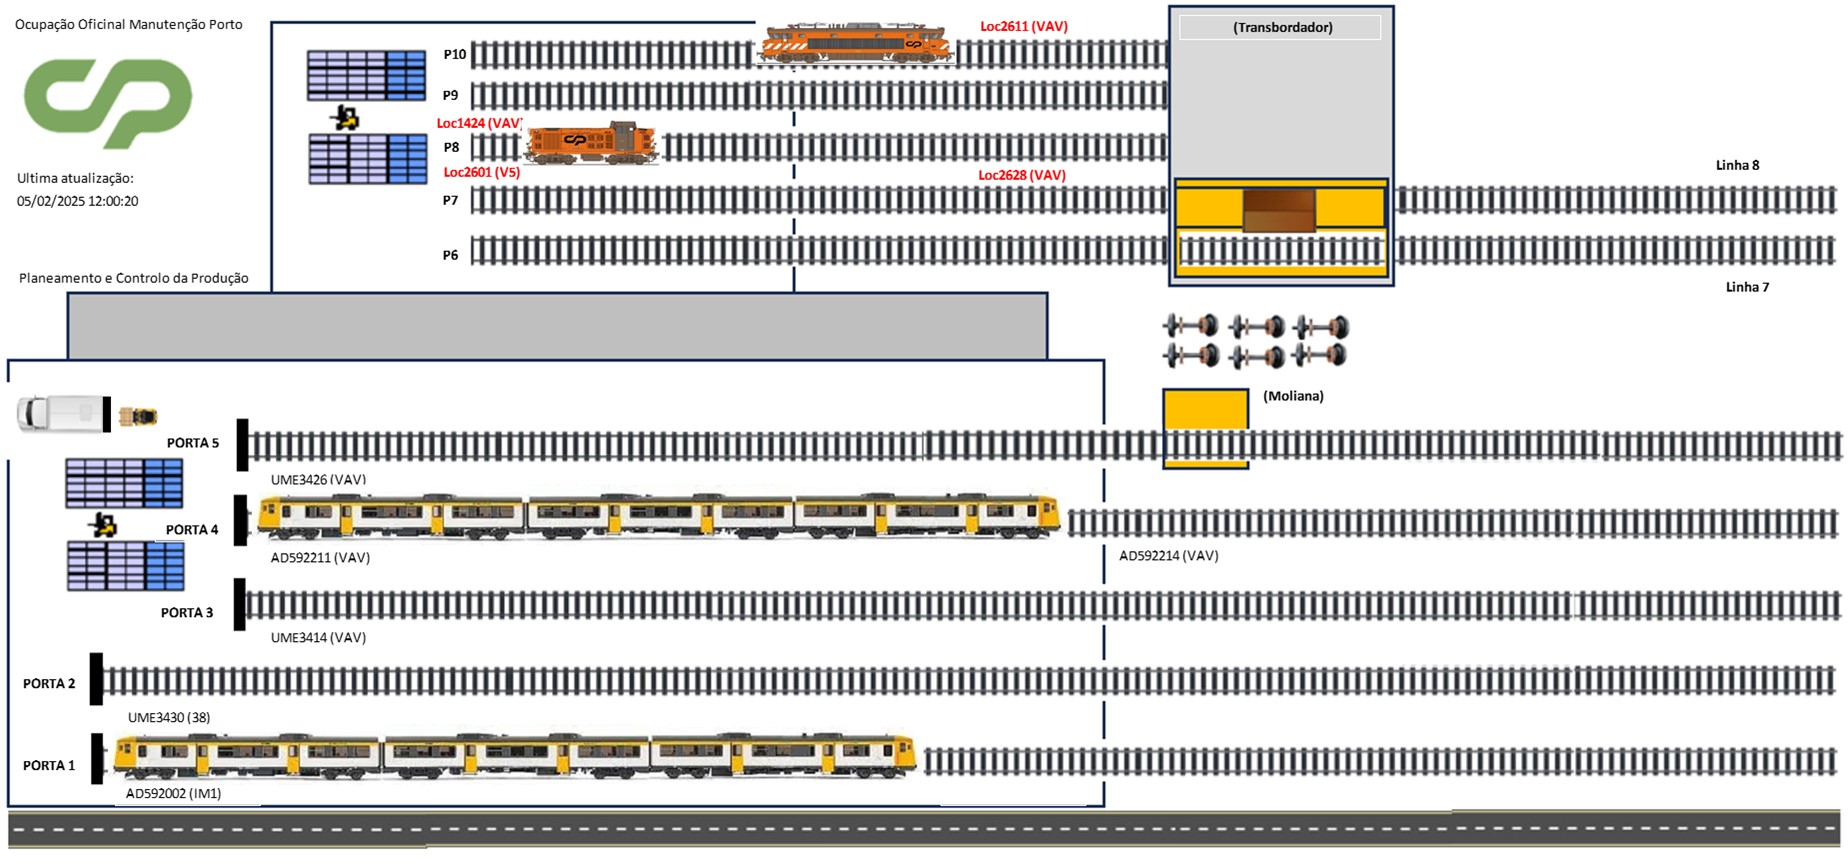 Ocupação Oficinal Manutenção Porto
(Transbordador)
Loc2611 (VAV)
P10
P9
Loc1424 (VAV)
P8
Loc2601 (V5)
Loc2628 (VAV)
Linha 8
Ultima atualização:
05/02/2025 12:00:20
P7
P6
Planeamento e Controlo da Produção
Linha 7
(Moliana)
PORTA 5
UME3426 (VAV)
PORTA 4
AD592211 (VAV)
AD592214 (VAV)
PORTA 3
UME3414 (VAV)
PORTA 2
UME3430 (38)
PORTA 1
AD592002 (IM1)